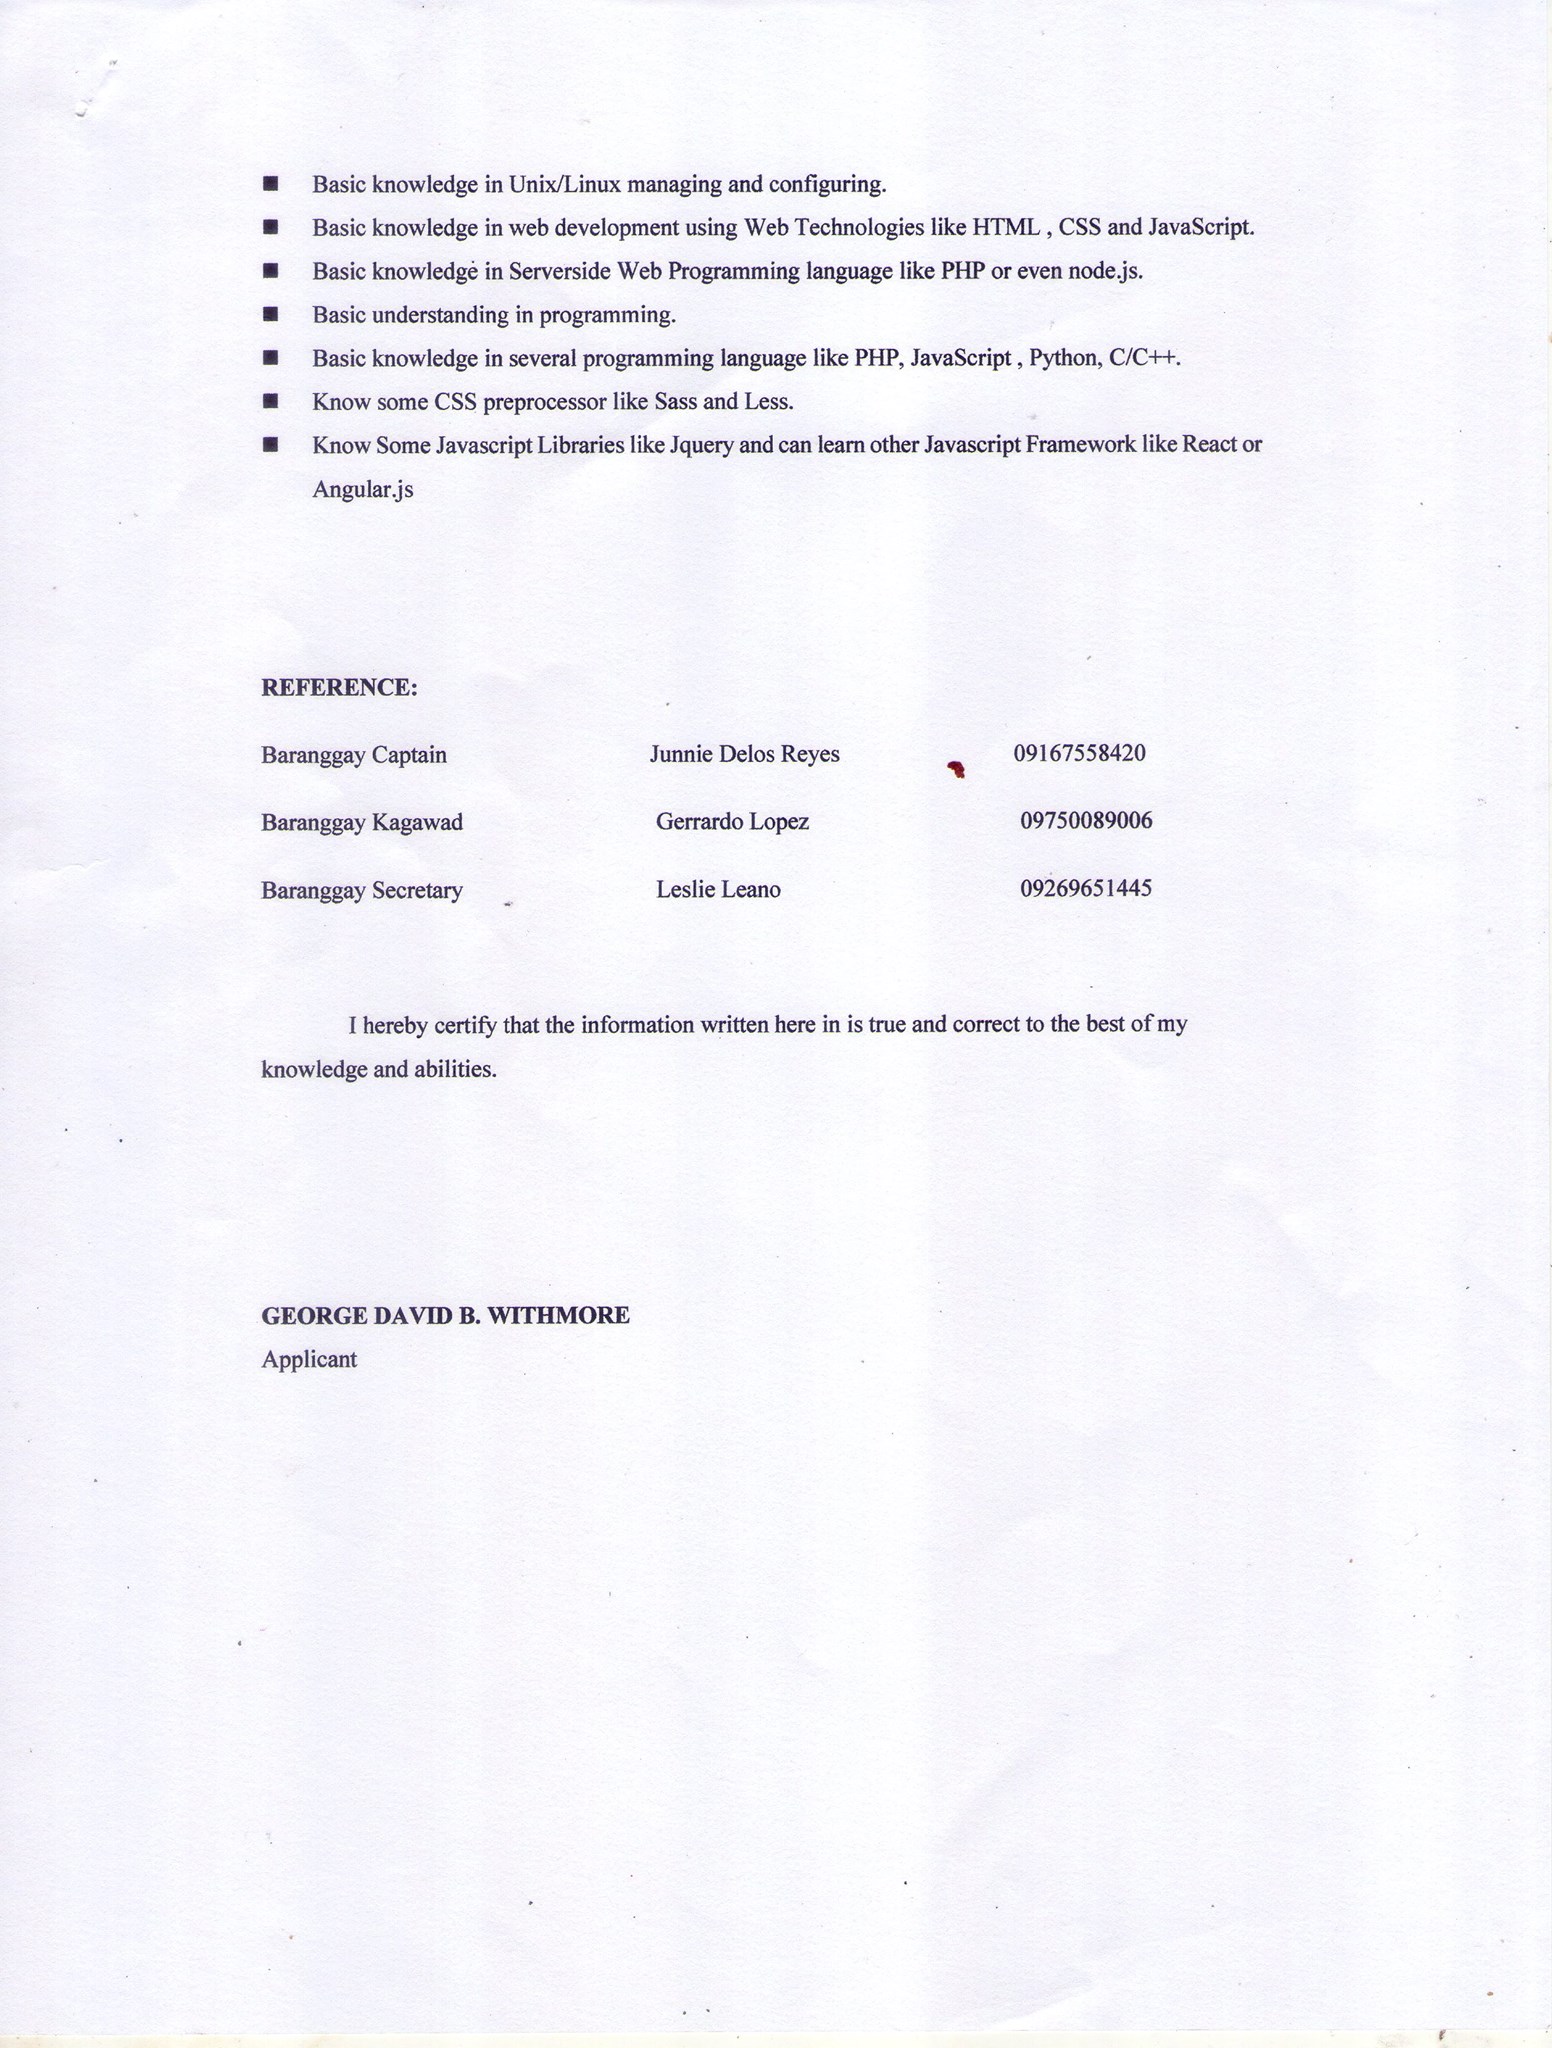 ■ Basic knowledge in Unix/Linux managing and configuring.
■ Basic knowledge in web development using Web Technologies like HTML , CSS and JavaScript.
■ Basic knowledge in Serverside Web Programming language like PHP or even node.js.
■ Basic understanding in programming.
■ Basic knowledge in several programming language like PHP, JavaScript , Python, C/C++.
■ Know some CSS preprocessor like Sass and Less.
■ Know Some Javascript Libraries like Jquery and can learn other Javascript Framework like React or
Angular.js
REFERENCE:
Baranggay Captain Junnie Delos Reyes 09167558420
Baranggay Kagawad Gerrardo Lopez 09750089006
Baranggay Secretary Leslie Leano 09269651445
I hereby certify that the information written here in is true and correct to the best of my
knowledge and abilities.
GEORGE DAVID B. WITHMORE
Applicant